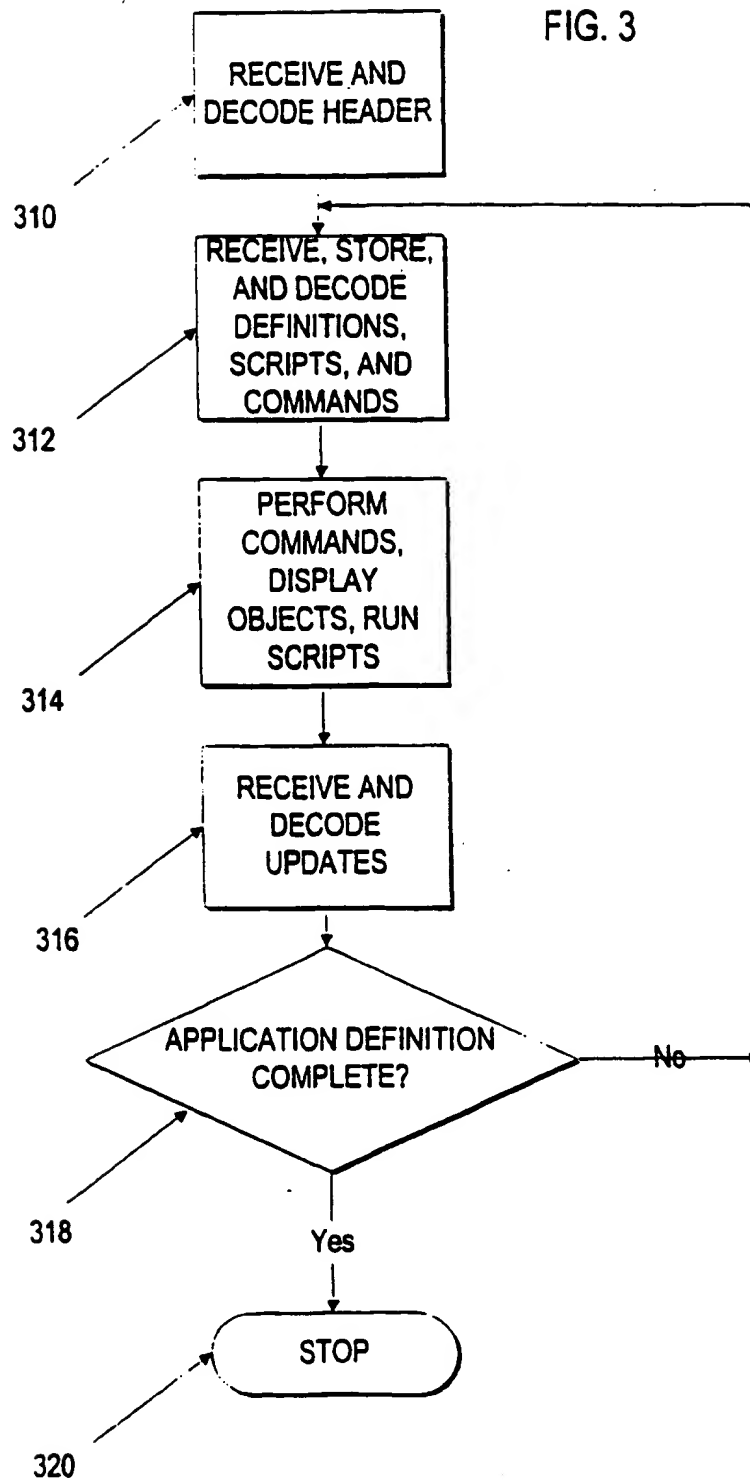 FIG. 3
RECEIVE AND
DECODE HEADER
310
RECEIVE, STORE,
AND DECODE
DEFINITIONS,
SCRIPTS, AND
COMMANDS
312
PERFORM
COMMANDS,
DISPLAY
OBJECTS, RUN
SCRIPTS
314
RECEIVE AND
DECODE
UPDATES
316
APPLICATION DEFINITION
COMPLETE?
No
318
Yes
STOP
320